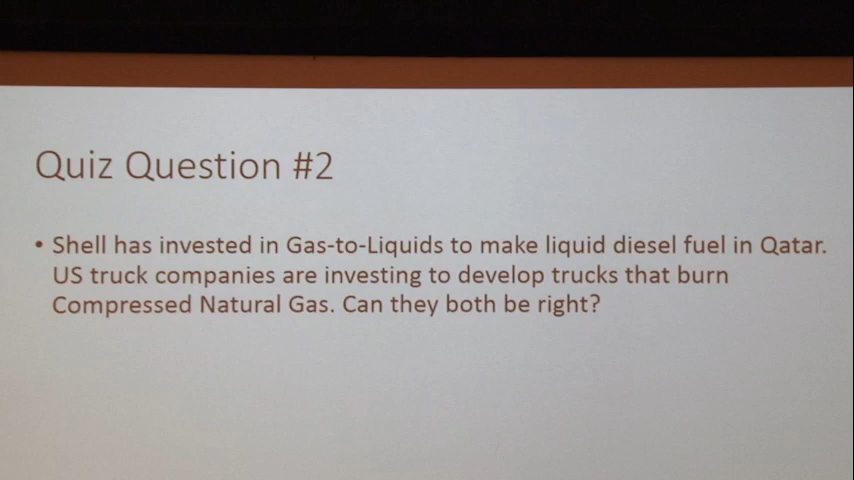 Quiz Question #2
• Shell has invested in Gas-to-Liquids to make liquid diesel fuel in Qatar.
US truck companies are investing to develop trucks that burn
Compressed Natural Gas. Can they both be right?